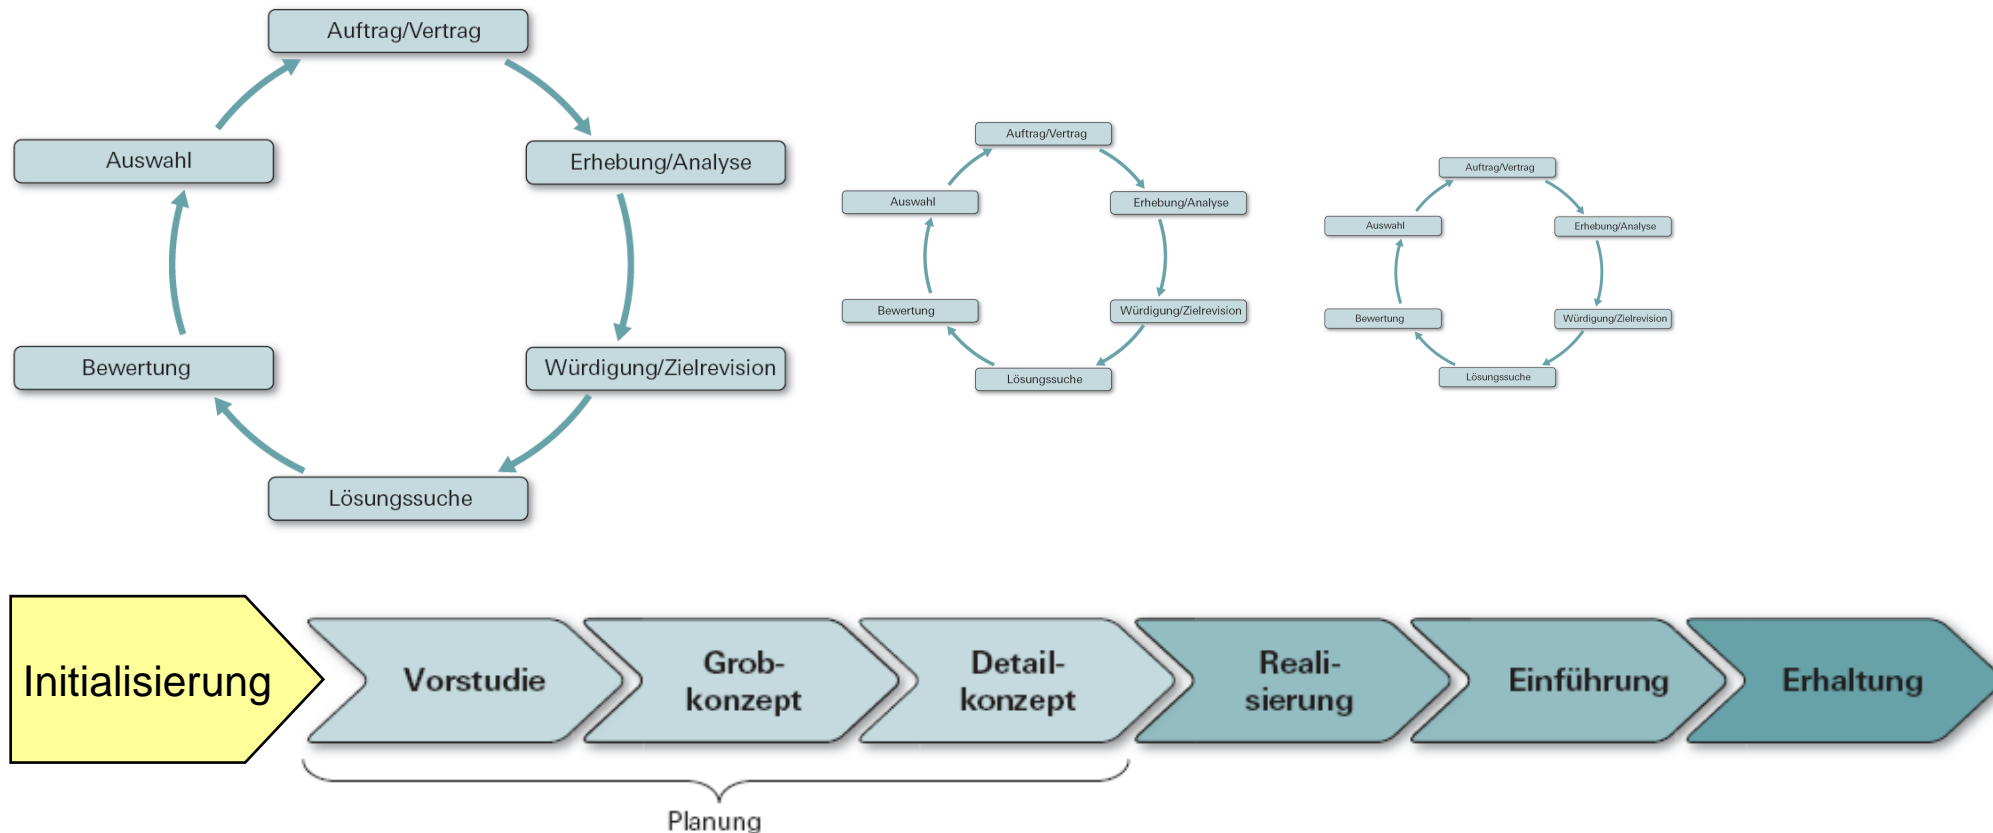 Auftrag/Vertrag
Auswahl
Erhebung/Analyse
Bewertung
Würdigung/Zielrevision
Lösungssuche
Auftrag/Vertrag
Auswahl
Erhebung/Analyse
Bewertung
Würdigung/Zielrevision
Lösungssuche
Auftrag/Vertrag
Auswahl
Erhebung/Analyse
Bewertung
Würdigung/Zielrevision
Lösungssuche
Initialisierung
Vorstudie
Grob-
konzept
Detail-
konzept
Reali-
sierung
Einführung
Erhaltung
Planung